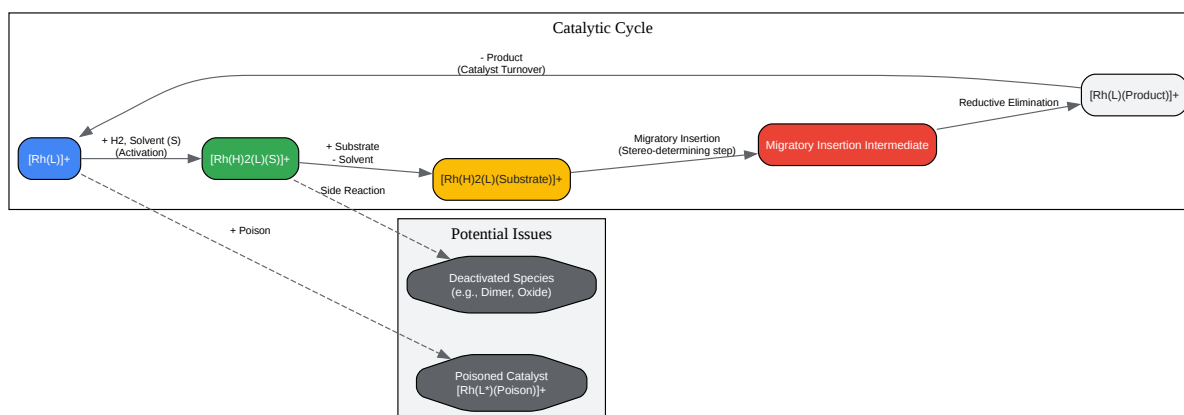 Catalytic Cycle
- Product
(Catalyst Turnover)
[Rh(L)(Product)]+
Reductive Elimination
+ H2, Solvent (S)
(Activation)
[Rh(L)]+
[Rh(H)2(L)(S)]+
+ Substrate
- Solvent
[Rh(H)2(L)(Substrate)]+
Migratory Insertion
(Stereo-determining step)
Migratory Insertion Intermediate
Side Reaction
+ Poison
Potential Issues
Deactivated Species
(e.g., Dimer, Oxide)
Poisoned Catalyst
[Rh(L*)(Poison)]+